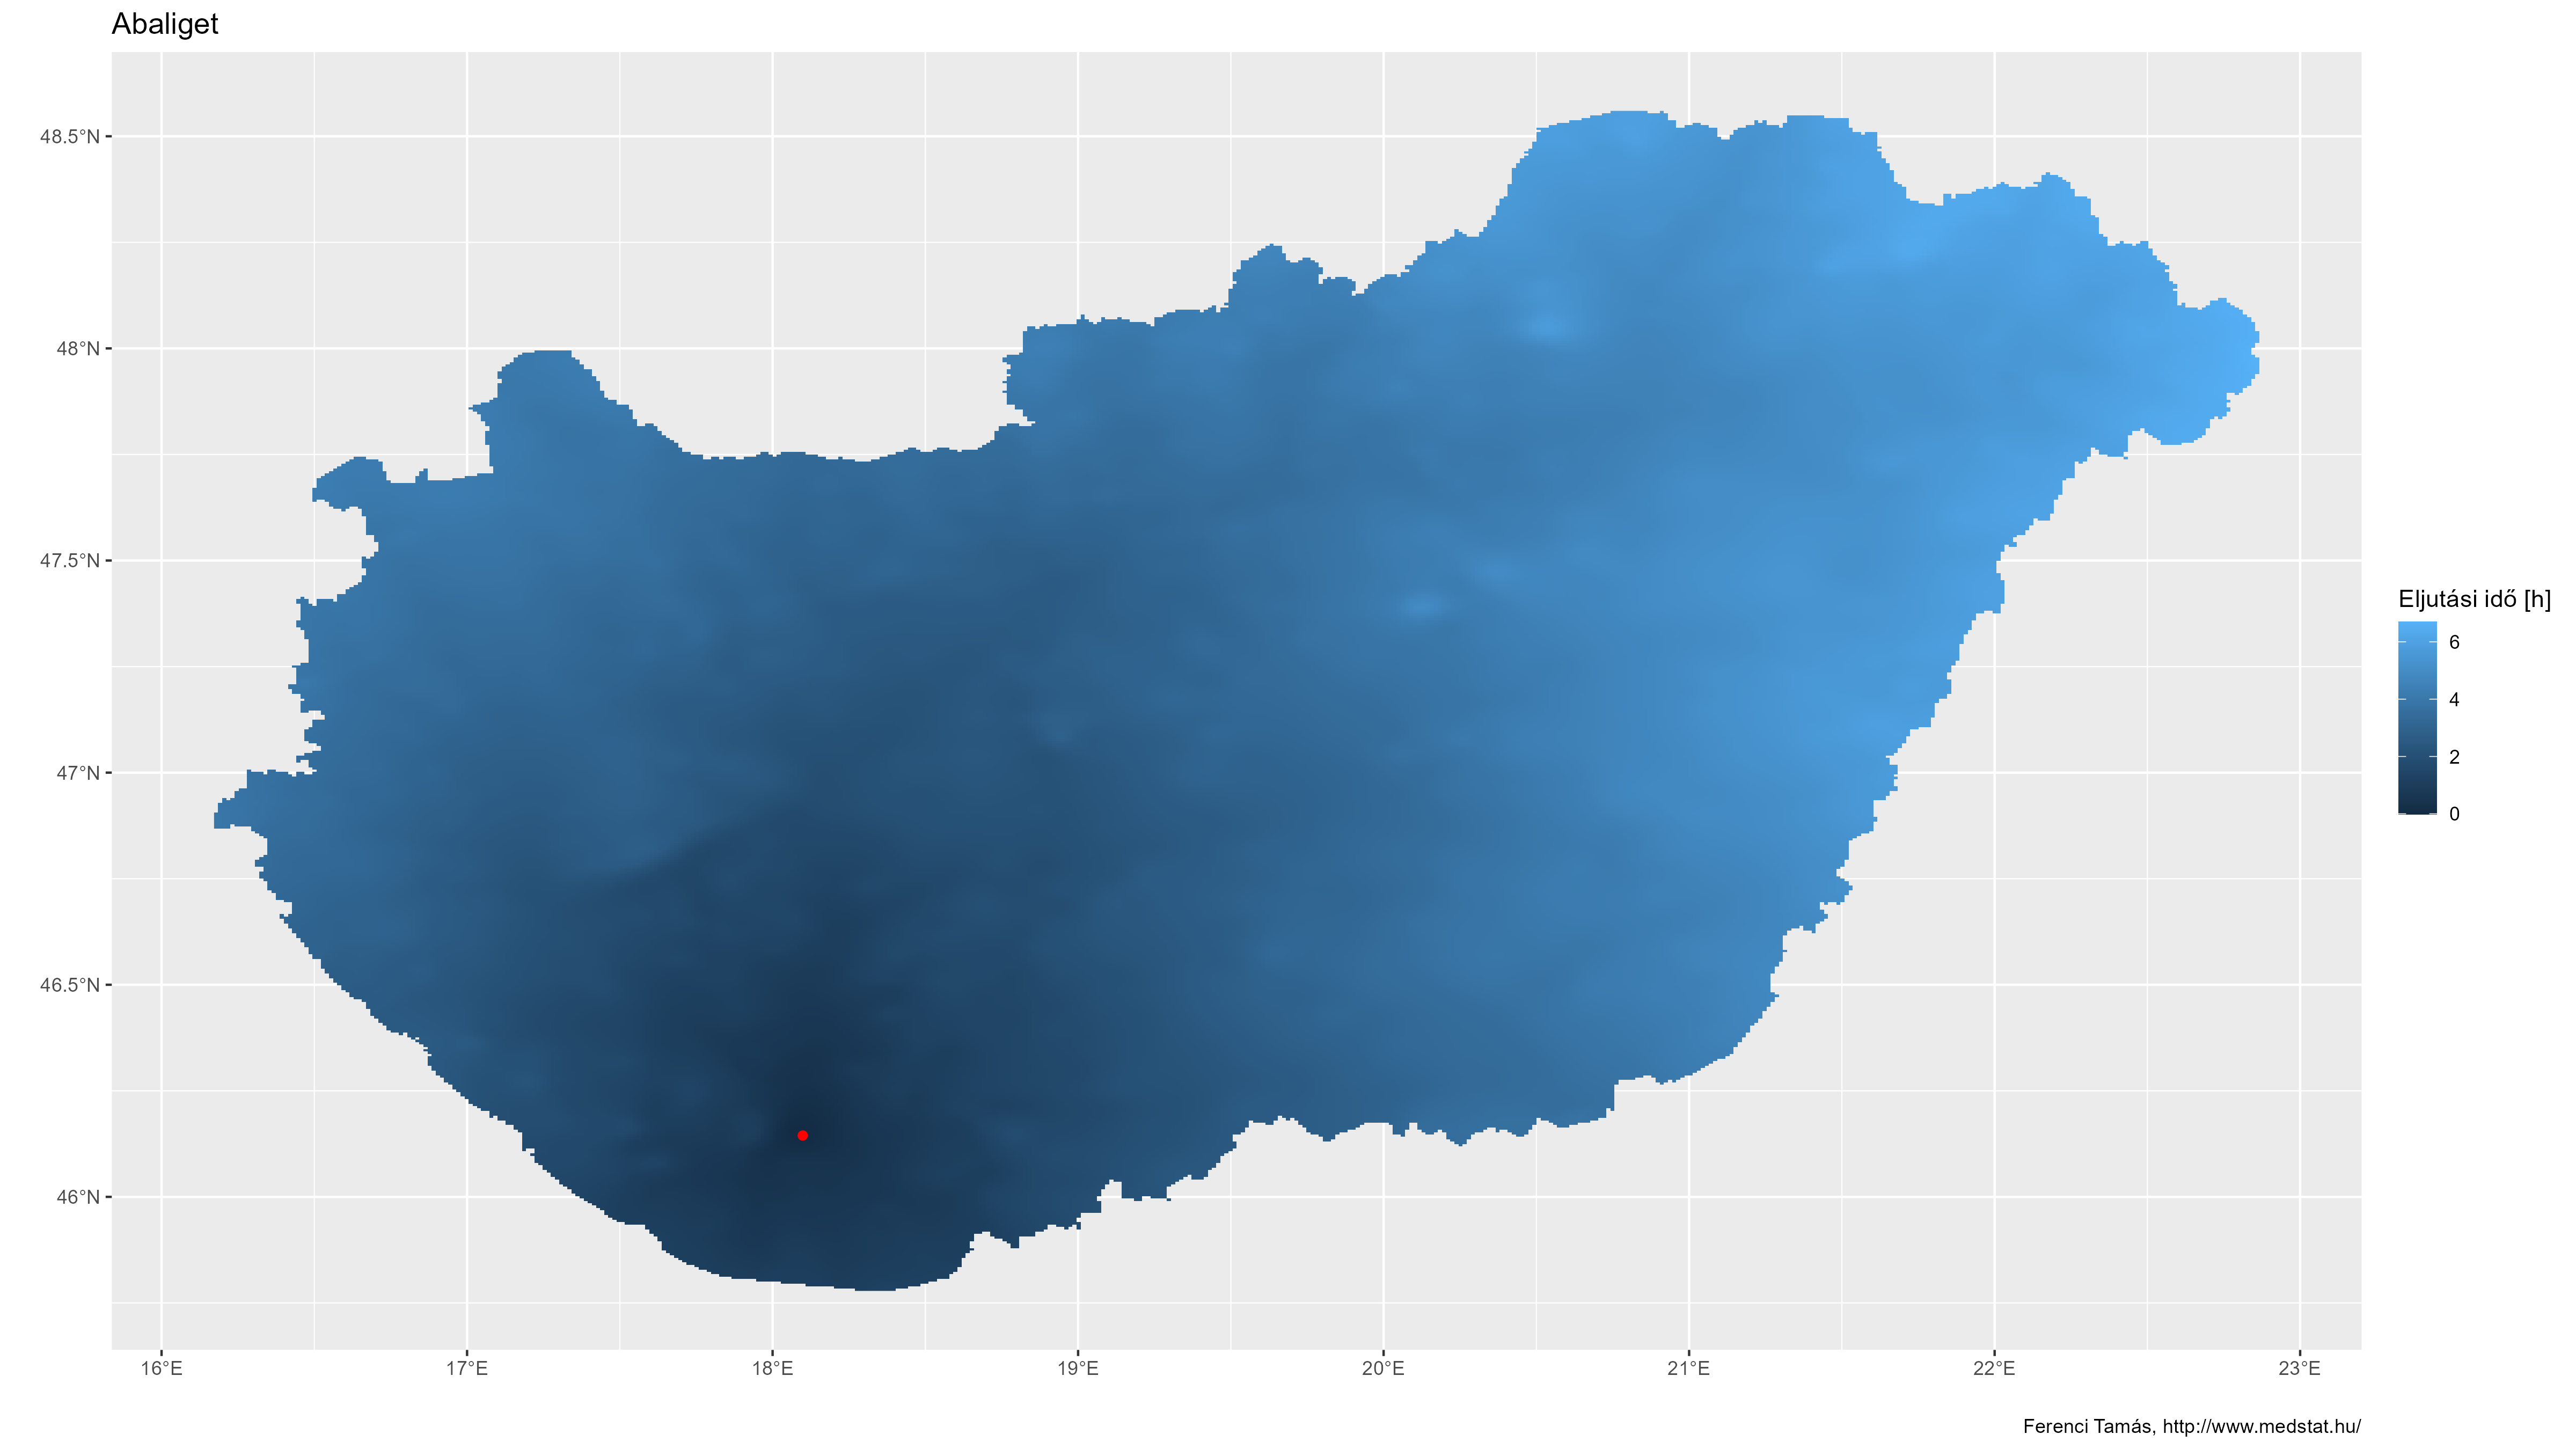 Abaliget
48.5°N
48°N
47.5°N
47°N
46.5°N
46°N
16°E
17°E
18°E
19°E
20°E
21°E
22°E
23°E
Eljutási idő [h]
6
4
2
0
Ferenci Tamás, http://www.medstat.hu/